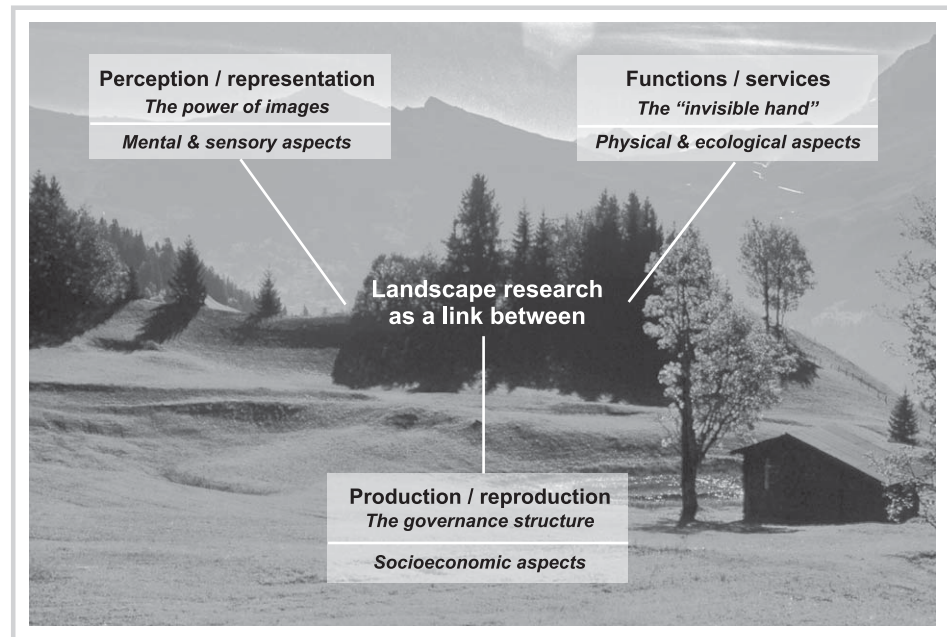 Perception / representation
The power of images
Mental & sensory aspects
Functions / services
The “invisible hand”
Physical & ecological aspects
Landscape research
as a link between
Production / reproduction
The governance structure
Socioeconomic aspects